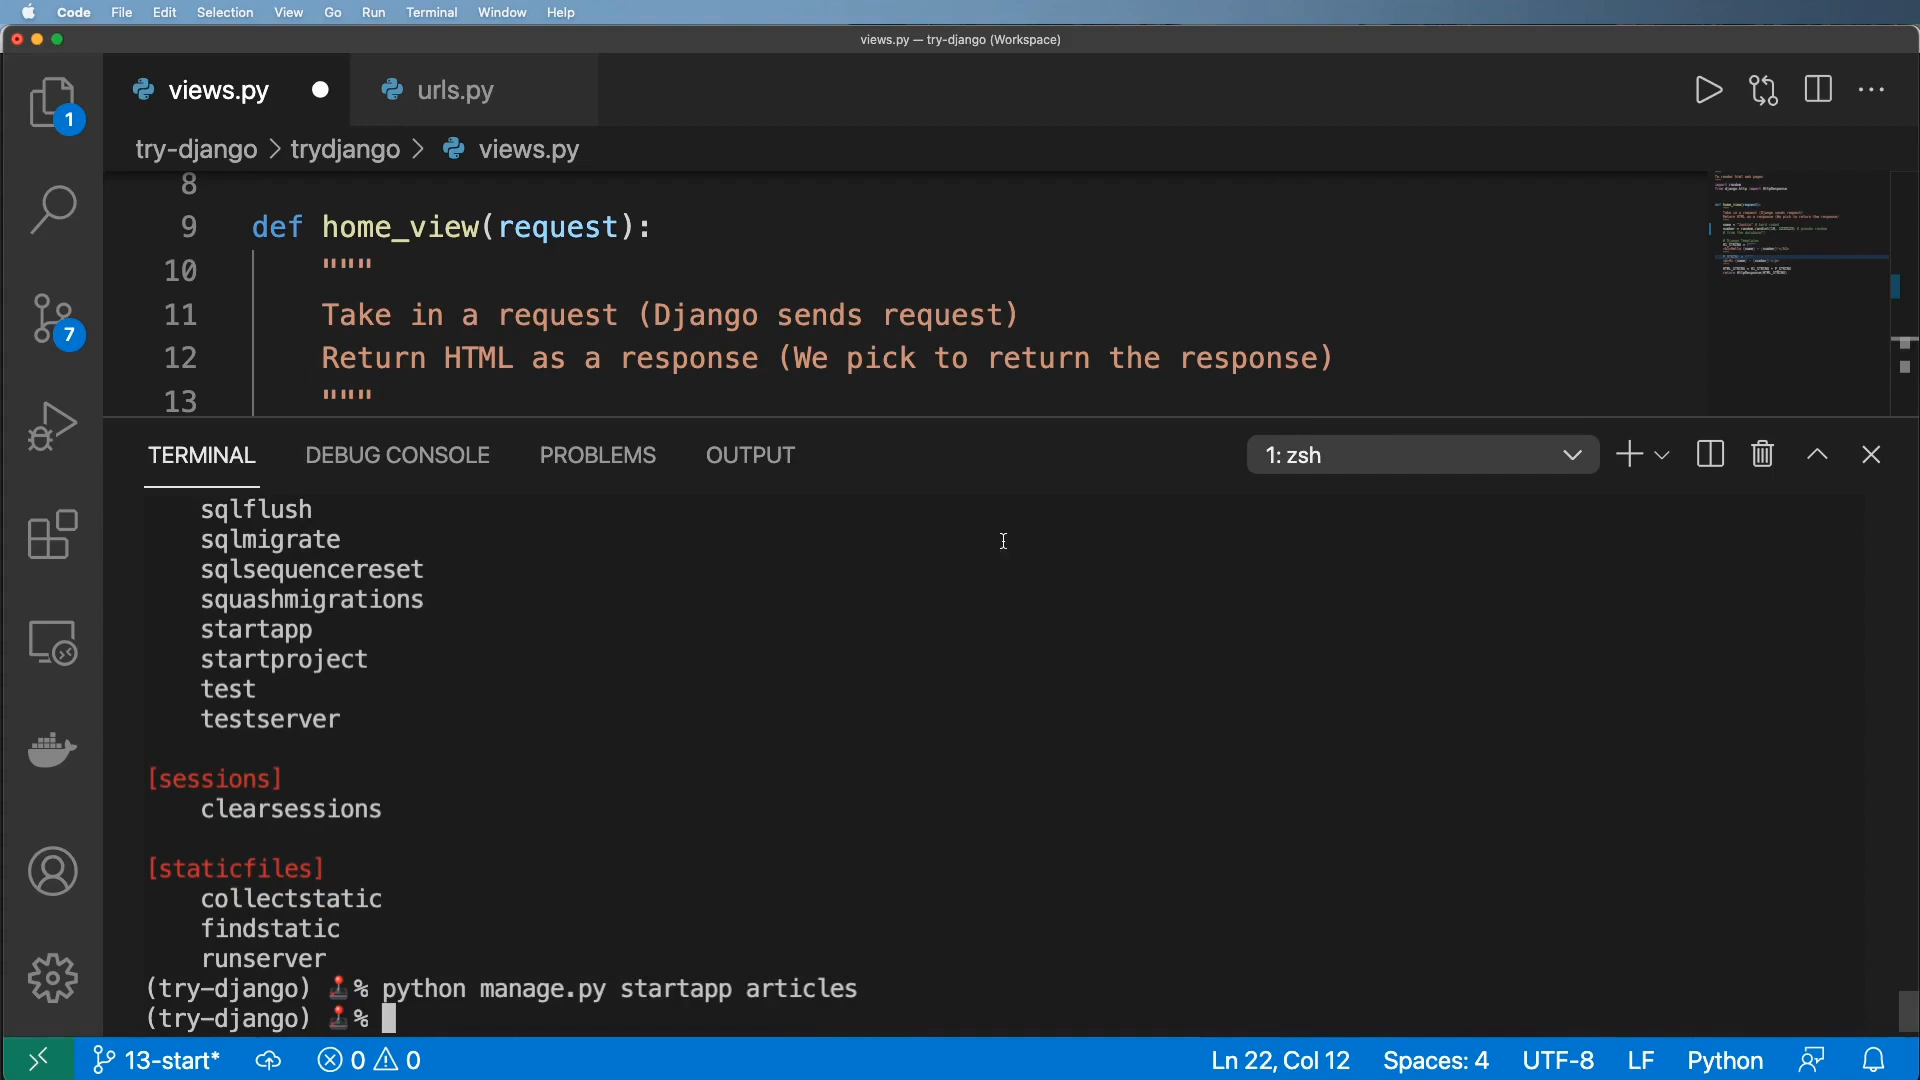 Code File Edit Selection View Go Run Terminal Window Help
views.py — try-django (Workspace)
views.py urls.py
1
try-django > trydjango > views.py
8
9 def home_view(request):
10 """
11 Take in a request (Django sends request)
12 Return HTML as a response (We pick to return the response)
13 """
7
TERMINAL DEBUG CONSOLE PROBLEMS OUTPUT 1: zsh
sqlflush
sqlmigrate
sqlsequencereset
squashmigrations
startapp
startproject
test
testserver
[sessions]
clearsessions
[staticfiles]
collectstatic
findstatic
runserver
(try-django) 🕹% python manage.py startapp articles
(try-django) 🕹%
13-start* 0 0 Ln 22, Col 12 Spaces: 4 UTF-8 LF Python